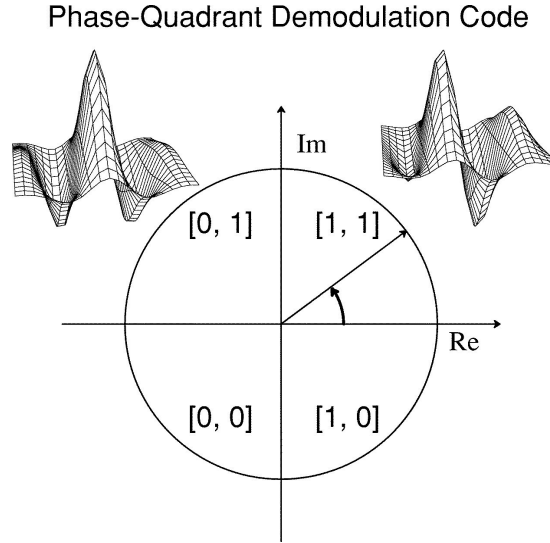 Phase-Quadrant Demodulation Code
Im
[0, 1] [1, 1]
Re
[0, 0] [1, 0]